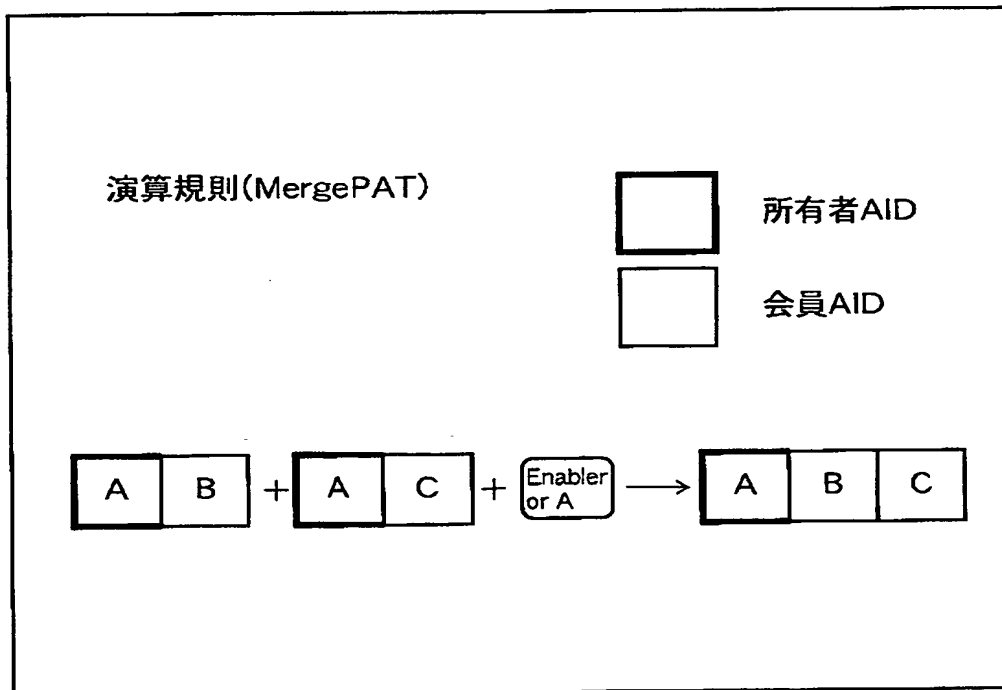 演算規則(MergePAT)
所有者AID
会員AID
A B + A C + Enabler or A → A B C